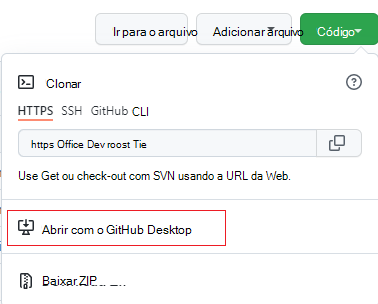 Ir para o arquivo
Adicionar arquivo
Código
Clonar
HTTPS SSH GitHub CLI
https Office Dev roost Tie
Use Get ou check-out com SVN usando a URL da Web.
Abrir com o GitHub Desktop
Baixar ZIP